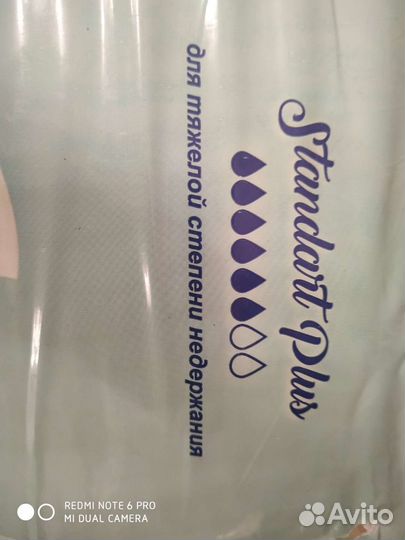 Standart Plus
для тяжелой степени недержания
REDMI NOTE 6 PRO
MI DUAL CAMERA
Avito